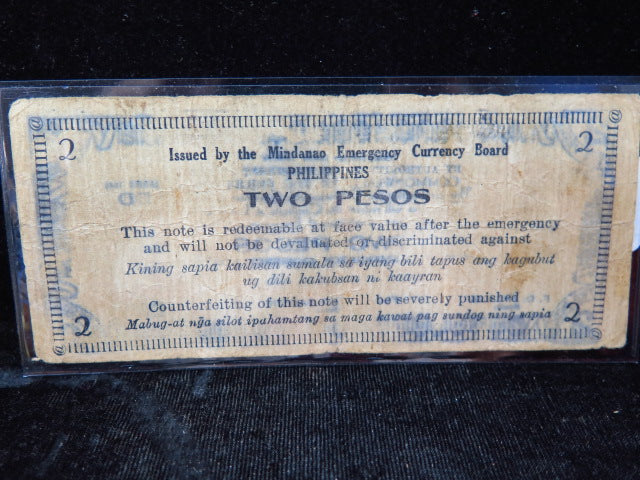 2 2
Issued by the Mindanao Emergency Currency Board
PHILIPPINES
TWO PESOS
This note is redeemable at face value after the emergency
and will not be devaluated or discriminated against
Kining sapia kailisan sumala sa iyang bili tapus ang kagubut
ug dili kakubsan ni kaayran
Counterfeiting of this note will be severely punished
Mabug-at nga silot ipahamtang sa maga kawat pag sundog ning sapia
2 2